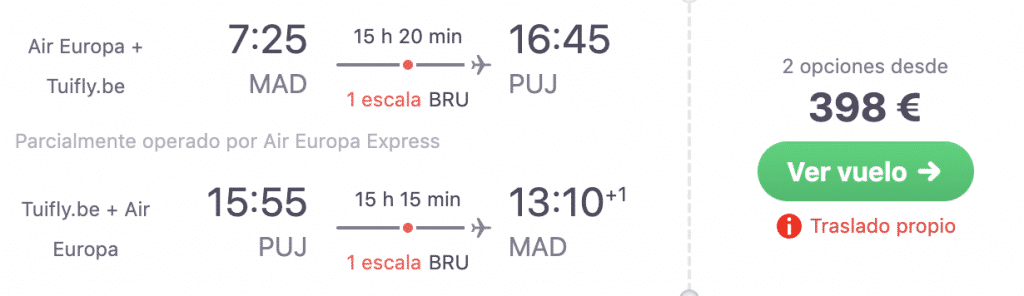 Air Europa +
Tuifly.be
7:25
MAD
15 h 20 min
1 escala BRU
16:45
PUJ
Parcialmente operado por Air Europa Express
Tuifly.be + Air
Europa
15:55
PUJ
15 h 15 min
1 escala BRU
13:10+1
MAD
2 opciones desde
398 €
Ver vuelo →
Traslado propio